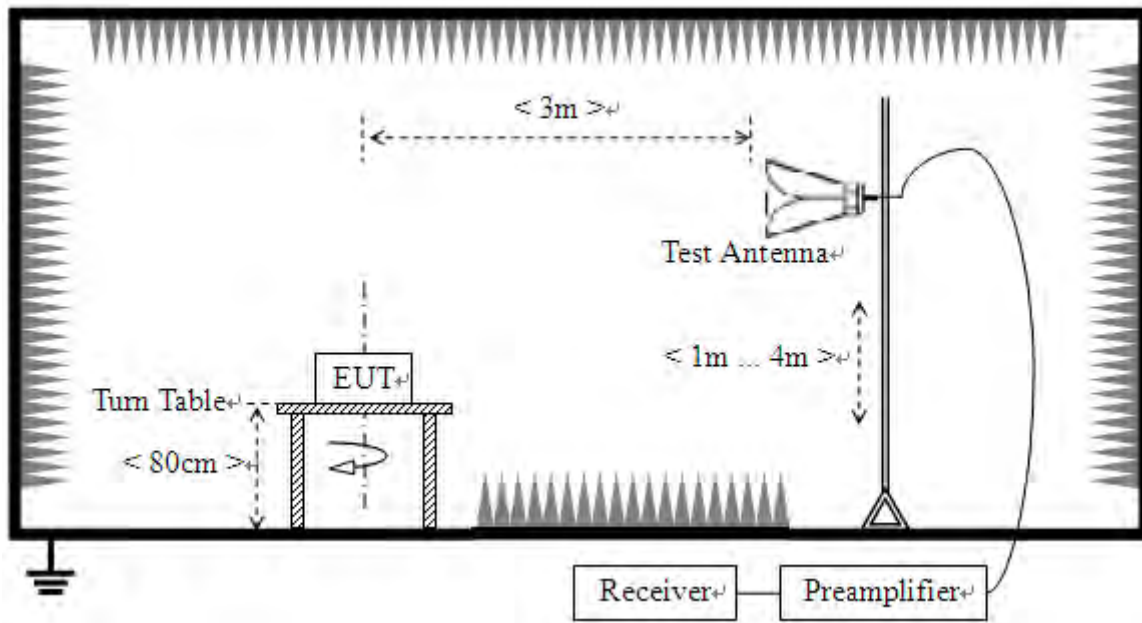 < 3m >
Test Antenna
< 1m ... 4m >
EUT
Turn Table
< 80cm >
Receiver
Preamplifier